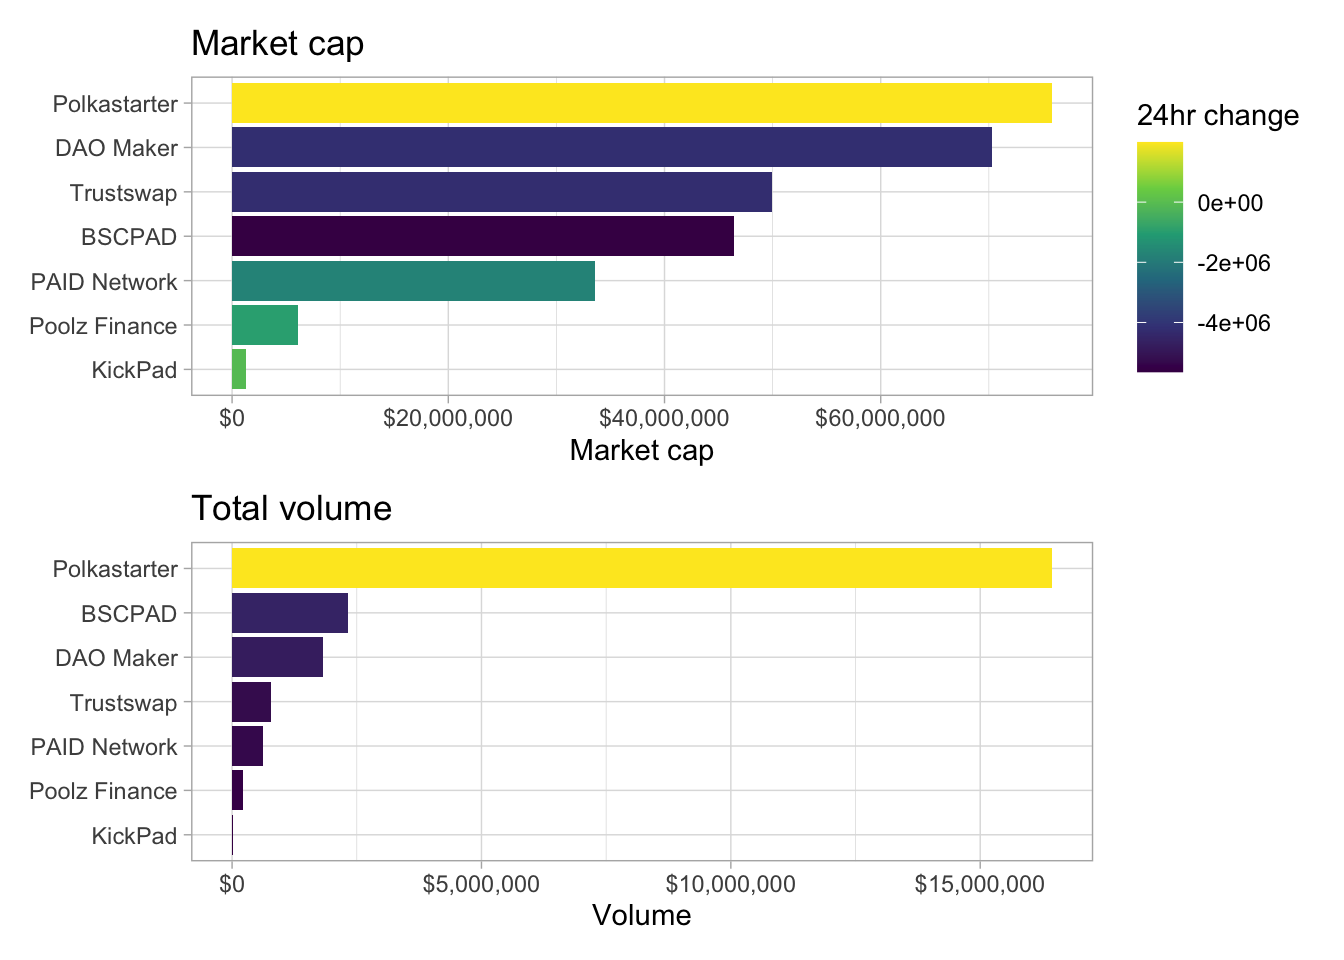 Market cap
Polkastarter
DAO Maker
Trustswap
BSCPAD
PAID Network
Poolz Finance
KickPad
$0 $20,000,000 $40,000,000 $60,000,000
Market cap
24hr change
0e+00
-2e+06
-4e+06
Total volume
Polkastarter
BSCPAD
DAO Maker
Trustswap
PAID Network
Poolz Finance
KickPad
$0 $5,000,000 $10,000,000 $15,000,000
Volume